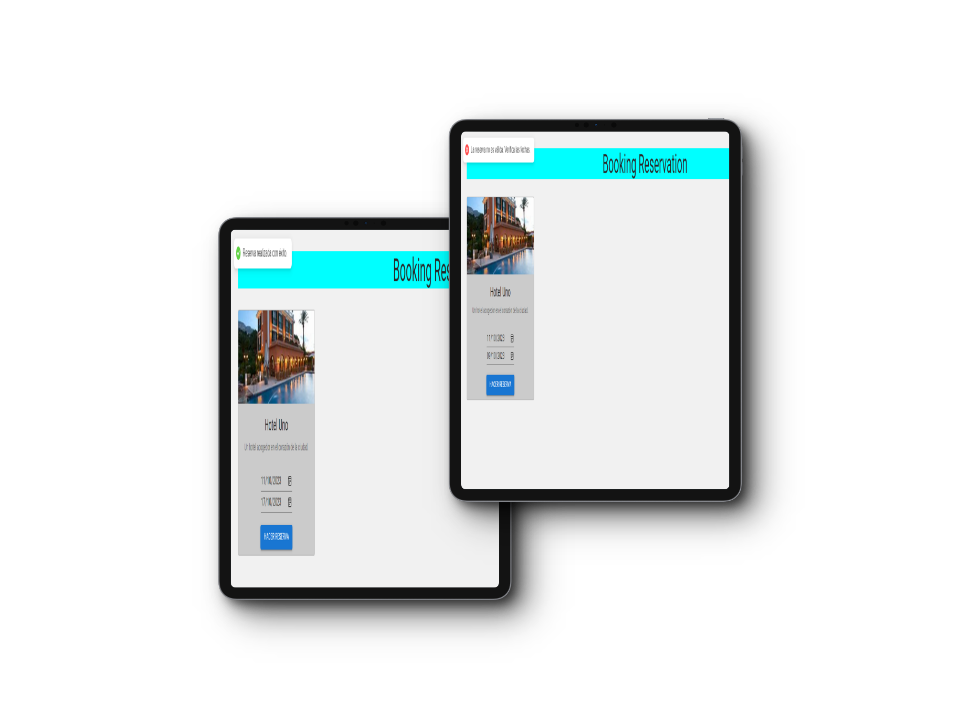 Reserva realizada con éxito
Booking Res
Hotel Uno
Un hotel acogedor en el corazón de la ciudad.
11/10/2023
17/10/2023
HACER RESERVA
La reserva no es válida. Verifica las fechas.
Booking Reservation
Hotel Uno
Un hotel acogedor en el corazón de la ciudad.
11/10/2023
09/10/2023
HACER RESERVA